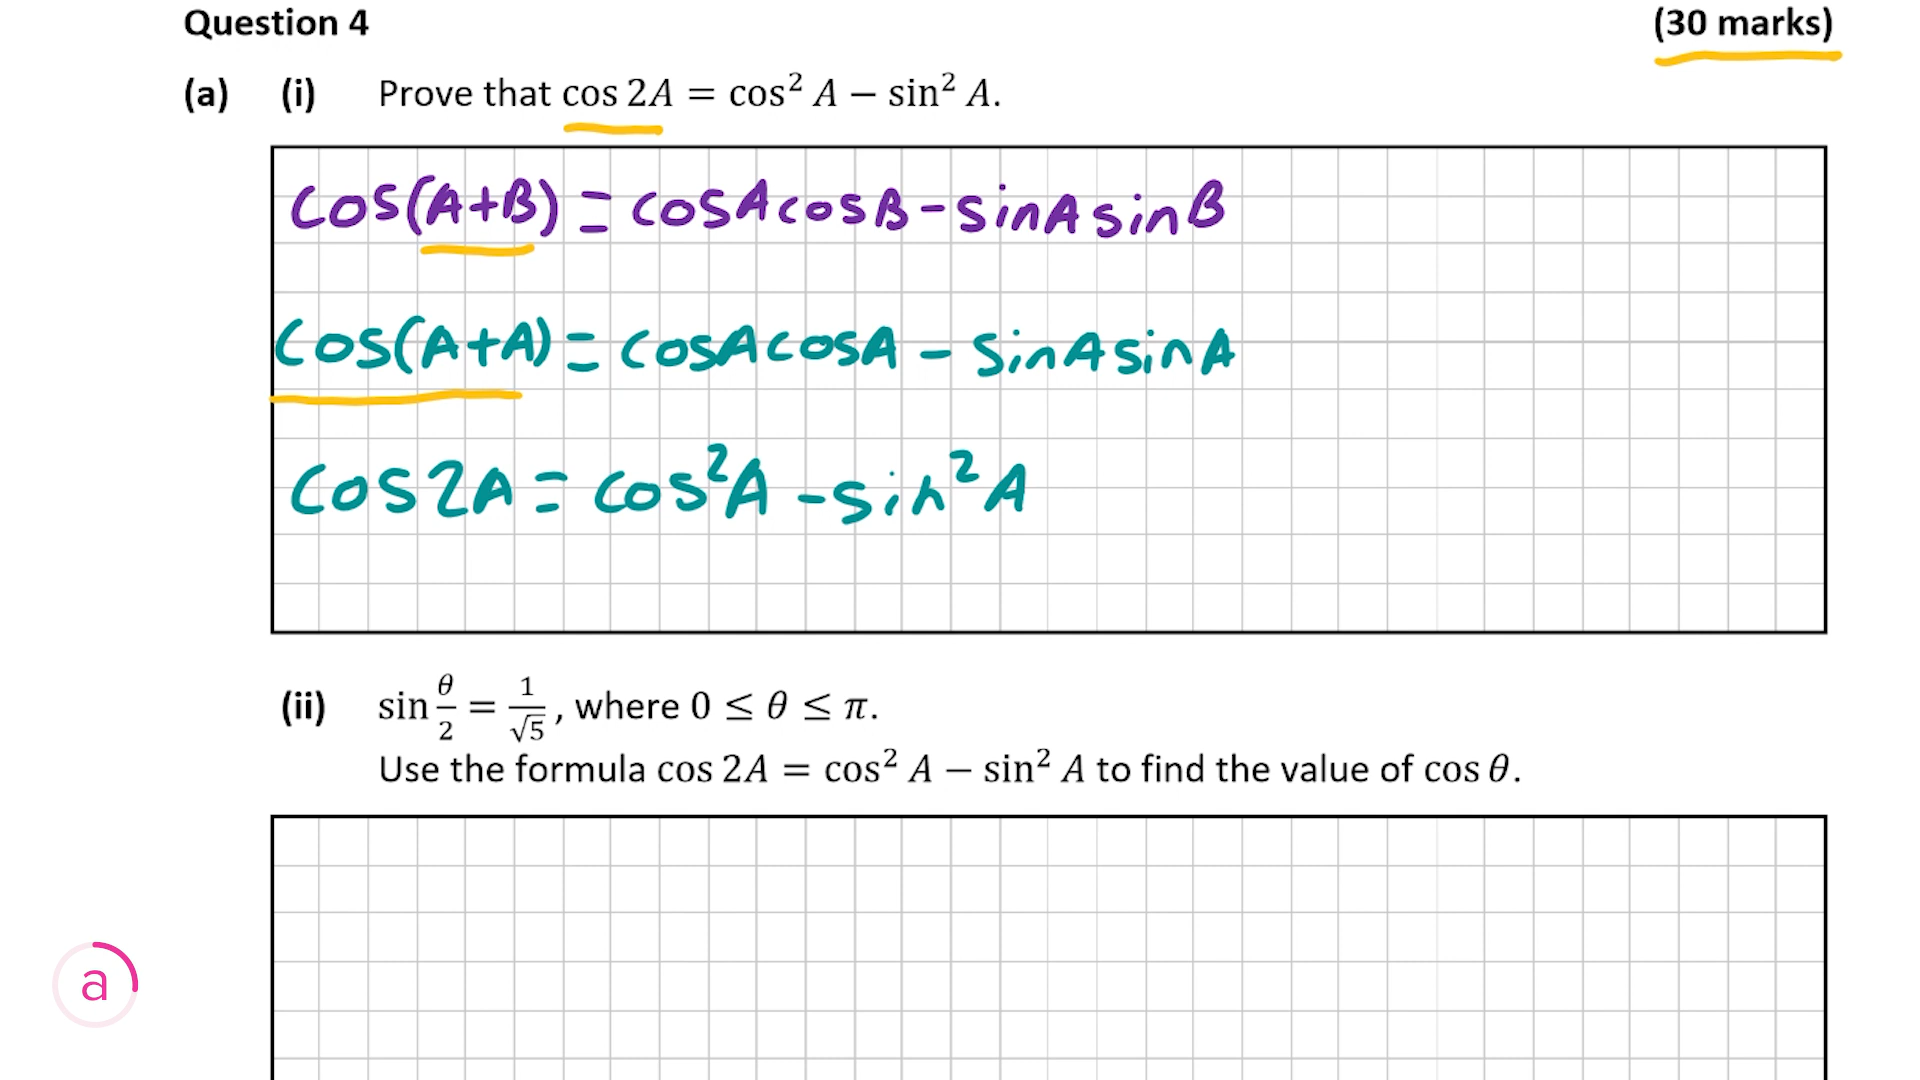 Question 4 (30 marks)
(a) (i) Prove that cos 2A = cos² A − sin² A.
cos(A+B) = cosAcosB-sinAsinB
cos(A+A) = cosAcosA - sinAsinA
cos2A = cos²A -sin²A
(ii) sin θ/2 = 1/√5, where 0 ≤ θ ≤ π.
Use the formula cos 2A = cos² A − sin² A to find the value of cos θ.
a